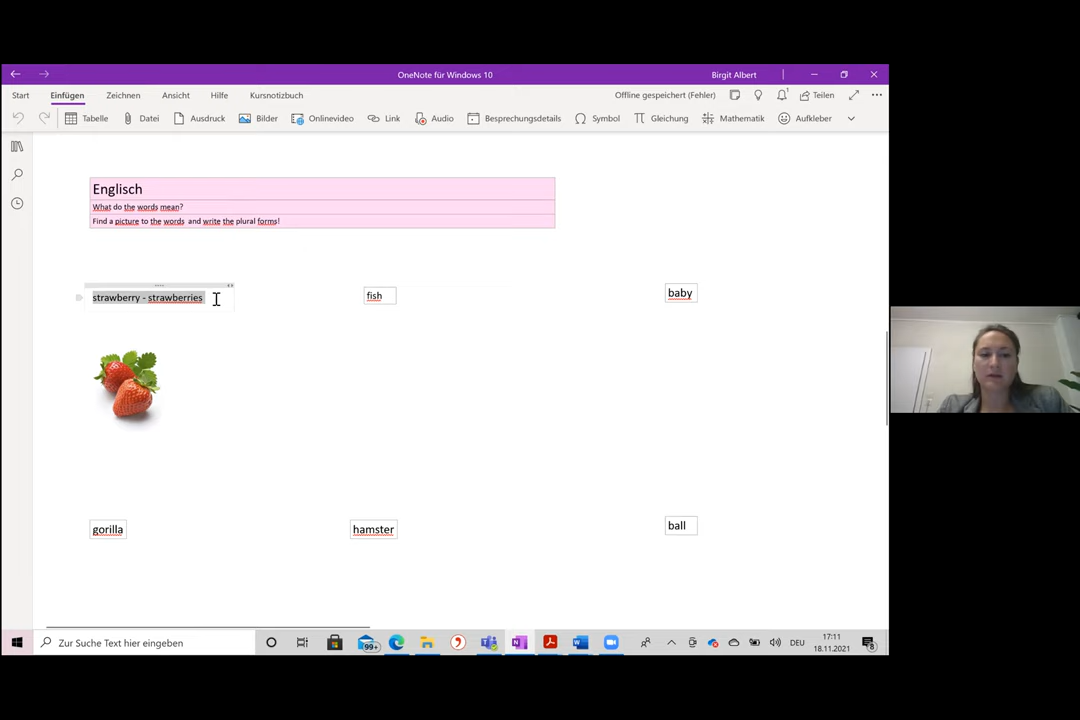 OneNote für Windows 10
Birgit Albert
Start Einfügen Zeichnen Ansicht Hilfe Kursnotizbuch
Offline gespeichert (Fehler)
Teilen
Tabelle Datei Ausdruck Bilder Onlinevideo Link Audio Besprechungsdetails Symbol Gleichung Mathematik Aufkleber
Englisch
What do the words mean?
Find a picture to the words and write the plural forms!
strawberry - strawberries
fish
baby
gorilla
hamster
ball
Zur Suche Text hier eingeben
99+
DEU
17:11
18.11.2021
8